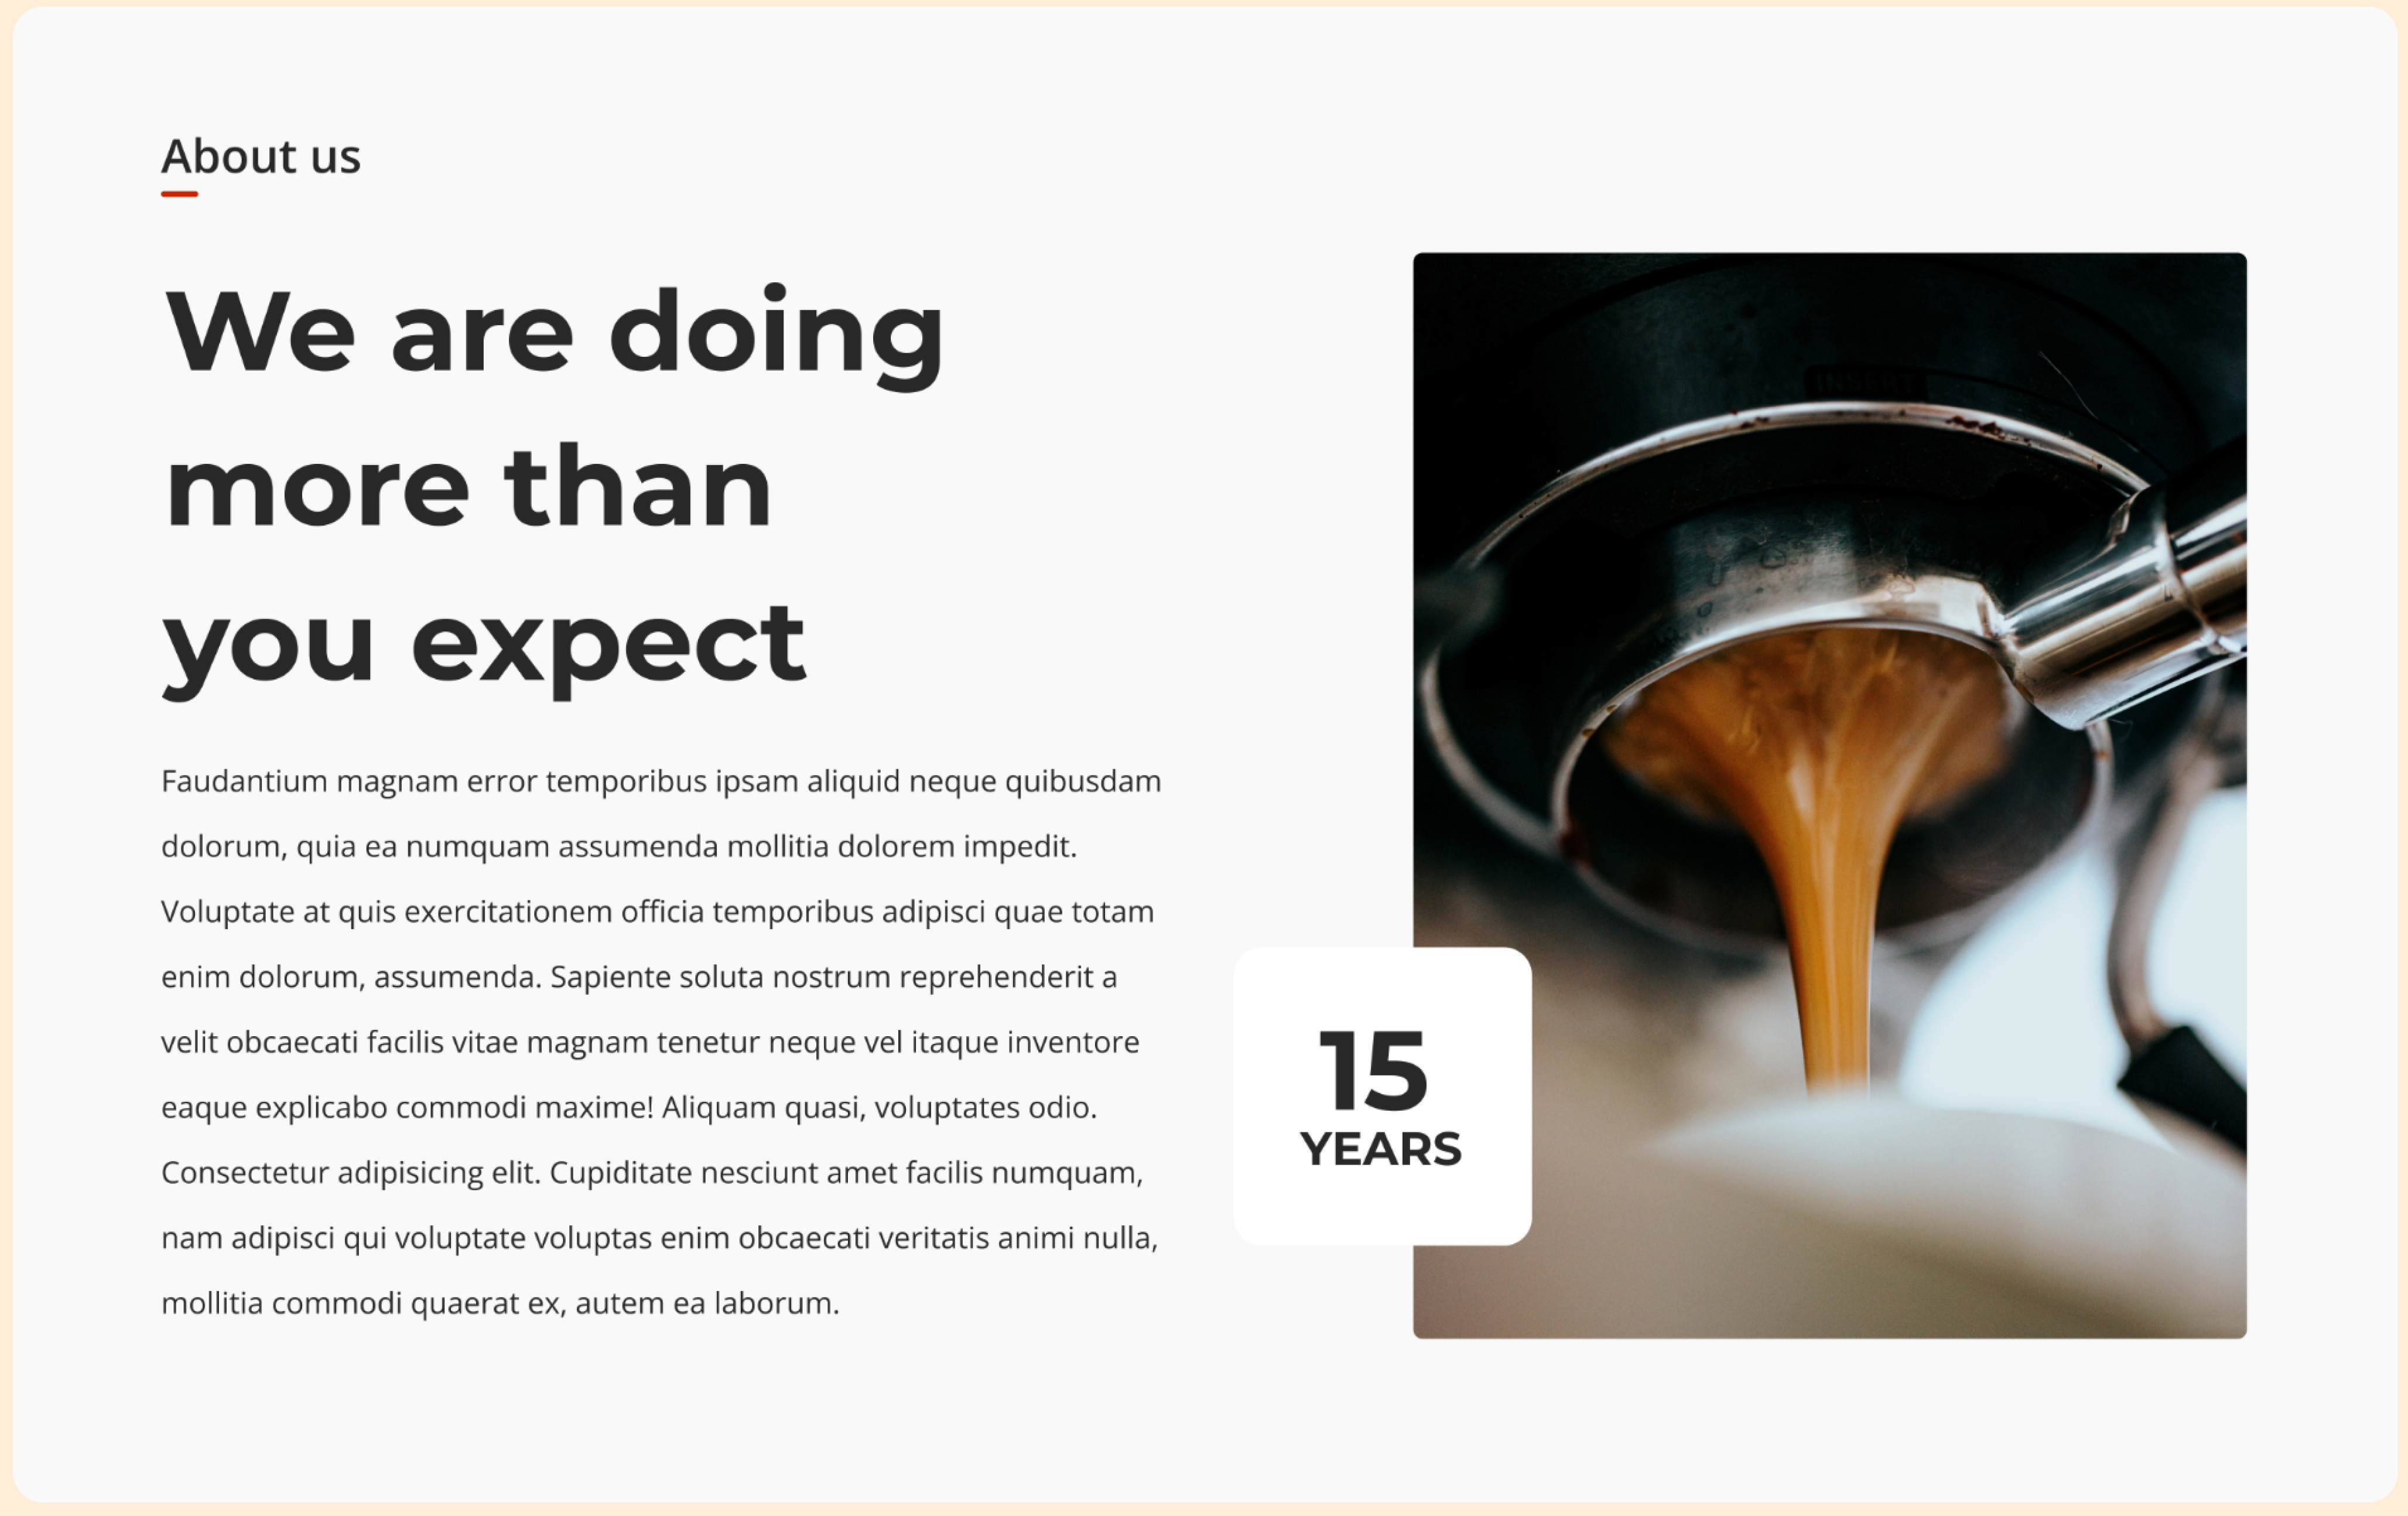 About us
We are doing
more than
you expect
Faudantium magnam error temporibus ipsam aliquid neque quibusdam
dolorum, quia ea numquam assumenda mollitia dolorem impedit.
Voluptate at quis exercitationem officia temporibus adipisci quae totam
enim dolorum, assumenda. Sapiente soluta nostrum reprehenderit a
velit obcaecati facilis vitae magnam tenetur neque vel itaque inventore
eaque explicabo commodi maxime! Aliquam quasi, voluptates odio.
Consectetur adipisicing elit. Cupiditate nesciunt amet facilis numquam,
nam adipisci qui voluptate voluptas enim obcaecati veritatis animi nulla,
mollitia commodi quaerat ex, autem ea laborum.
INSERT
15
YEARS